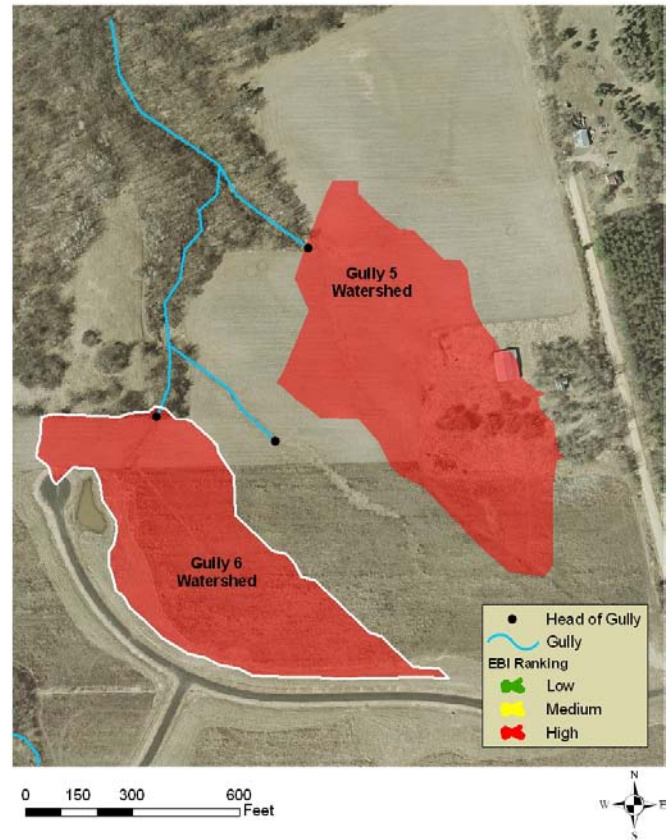 Gully 5
Watershed
Gully 6
Watershed
Head of Gully
Gully
EBI Ranking
Low
Medium
High
0 150 300 600
Feet
N
W E
S